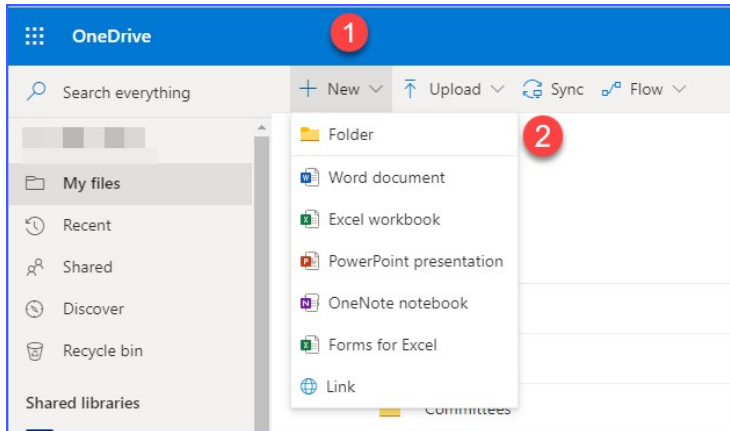 OneDrive
1
Search everything
New
Upload
Sync
Flow
Folder
2
Word document
Excel workbook
PowerPoint presentation
OneNote notebook
Forms for Excel
Link
My files
Recent
Shared
Discover
Recycle bin
Shared libraries
Committees